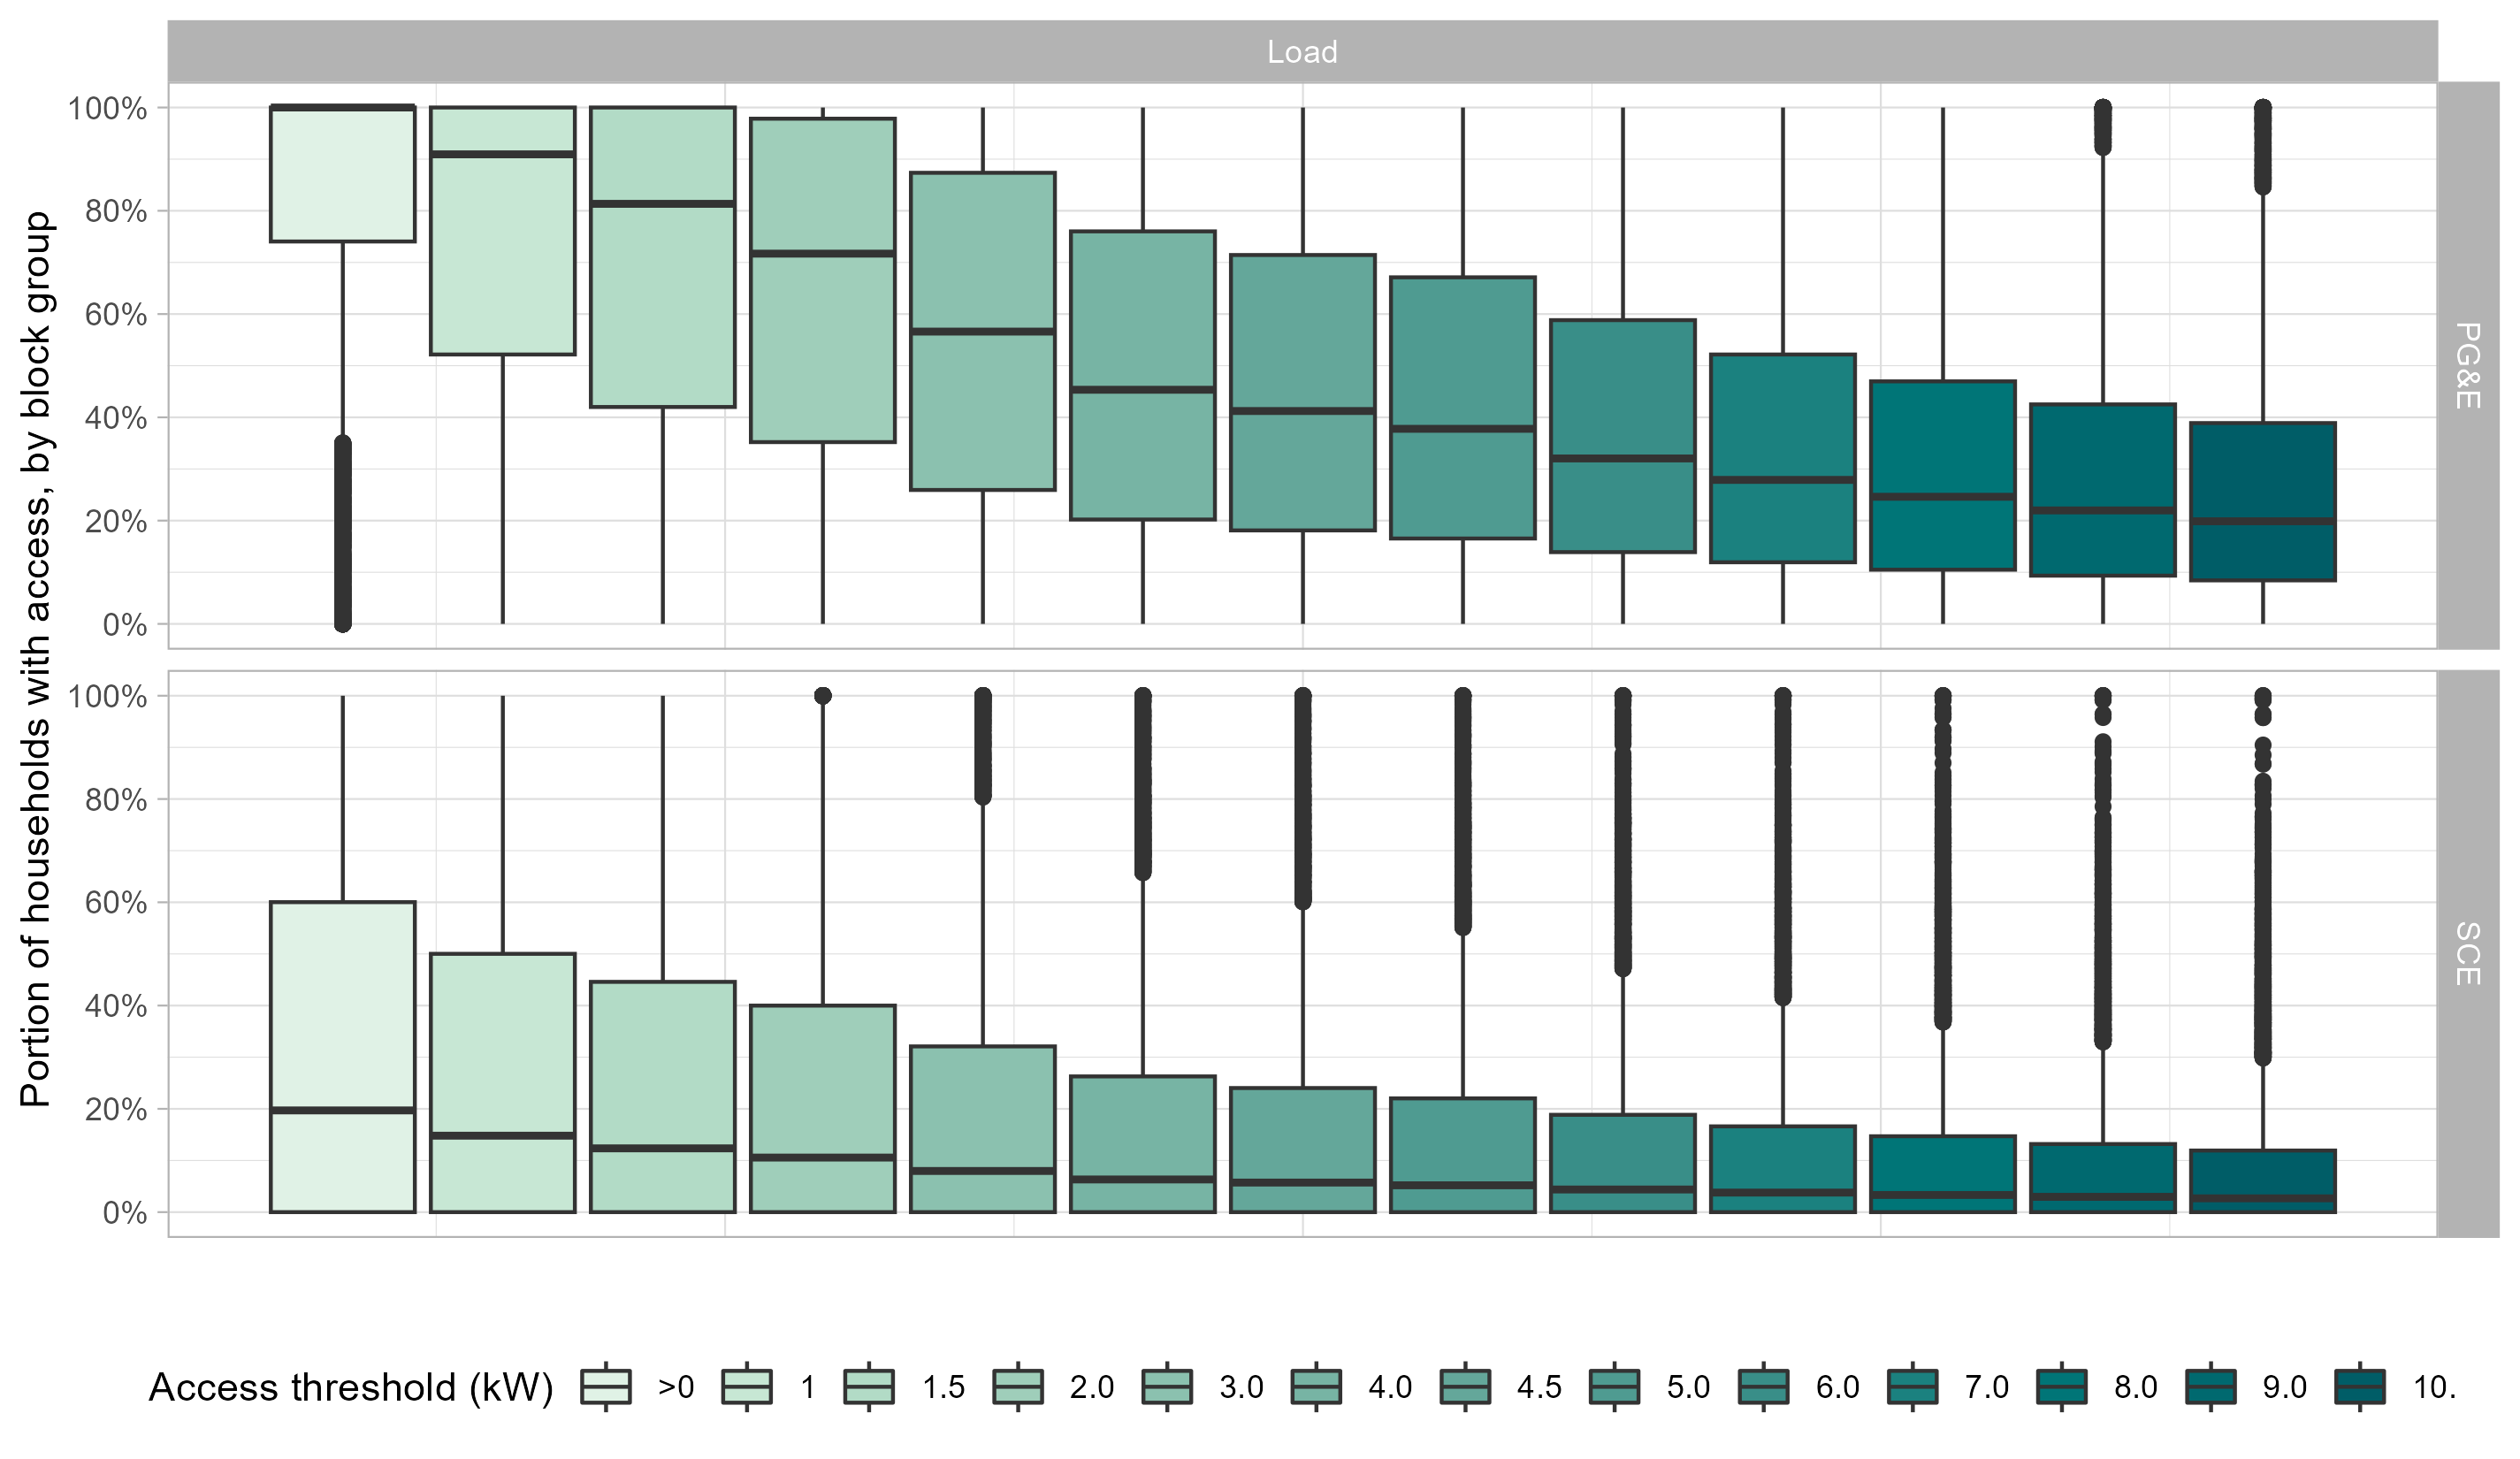 Load
Portion of households with access, by block group
100%
80%
60%
40%
20%
0%
PG&E
100%
80%
60%
40%
20%
0%
SCE
Access threshold (kW) >0 1 1.5 2.0 3.0 4.0 4.5 5.0 6.0 7.0 8.0 9.0 10.